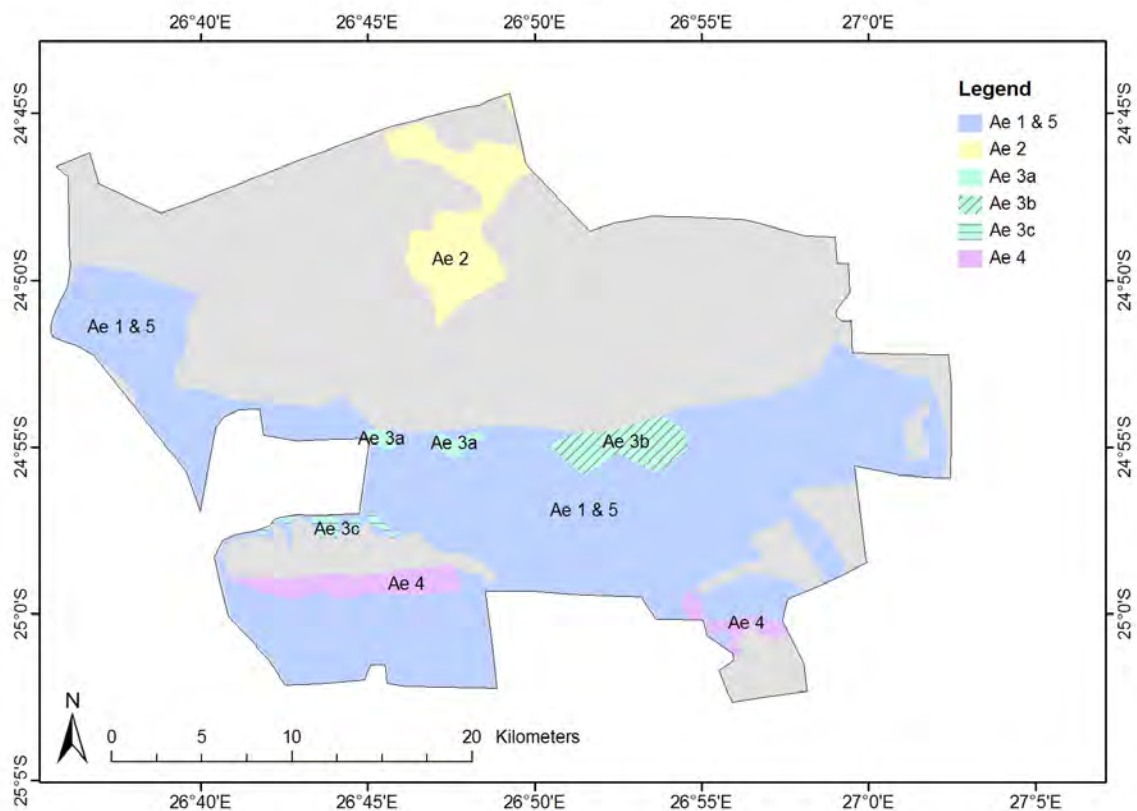 26°40'E 26°45'E 26°50'E 26°55'E 27°0'E
24°45'S
24°45'S
Legend
Ae 1 & 5
Ae 2
Ae 3a
Ae 3b
Ae 3c
Ae 4
Ae 2
24°50'S
24°50'S
Ae 1 & 5
Ae 3a Ae 3a Ae 3b
24°55'S
24°55'S
Ae 1 & 5
Ae 3c
Ae 4
25°0'S
25°0'S
Ae 4
N
0 5 10 20 Kilometers
25°5'S
25°5'S
26°40'E 26°45'E 26°50'E 26°55'E 27°0'E 27°5'E